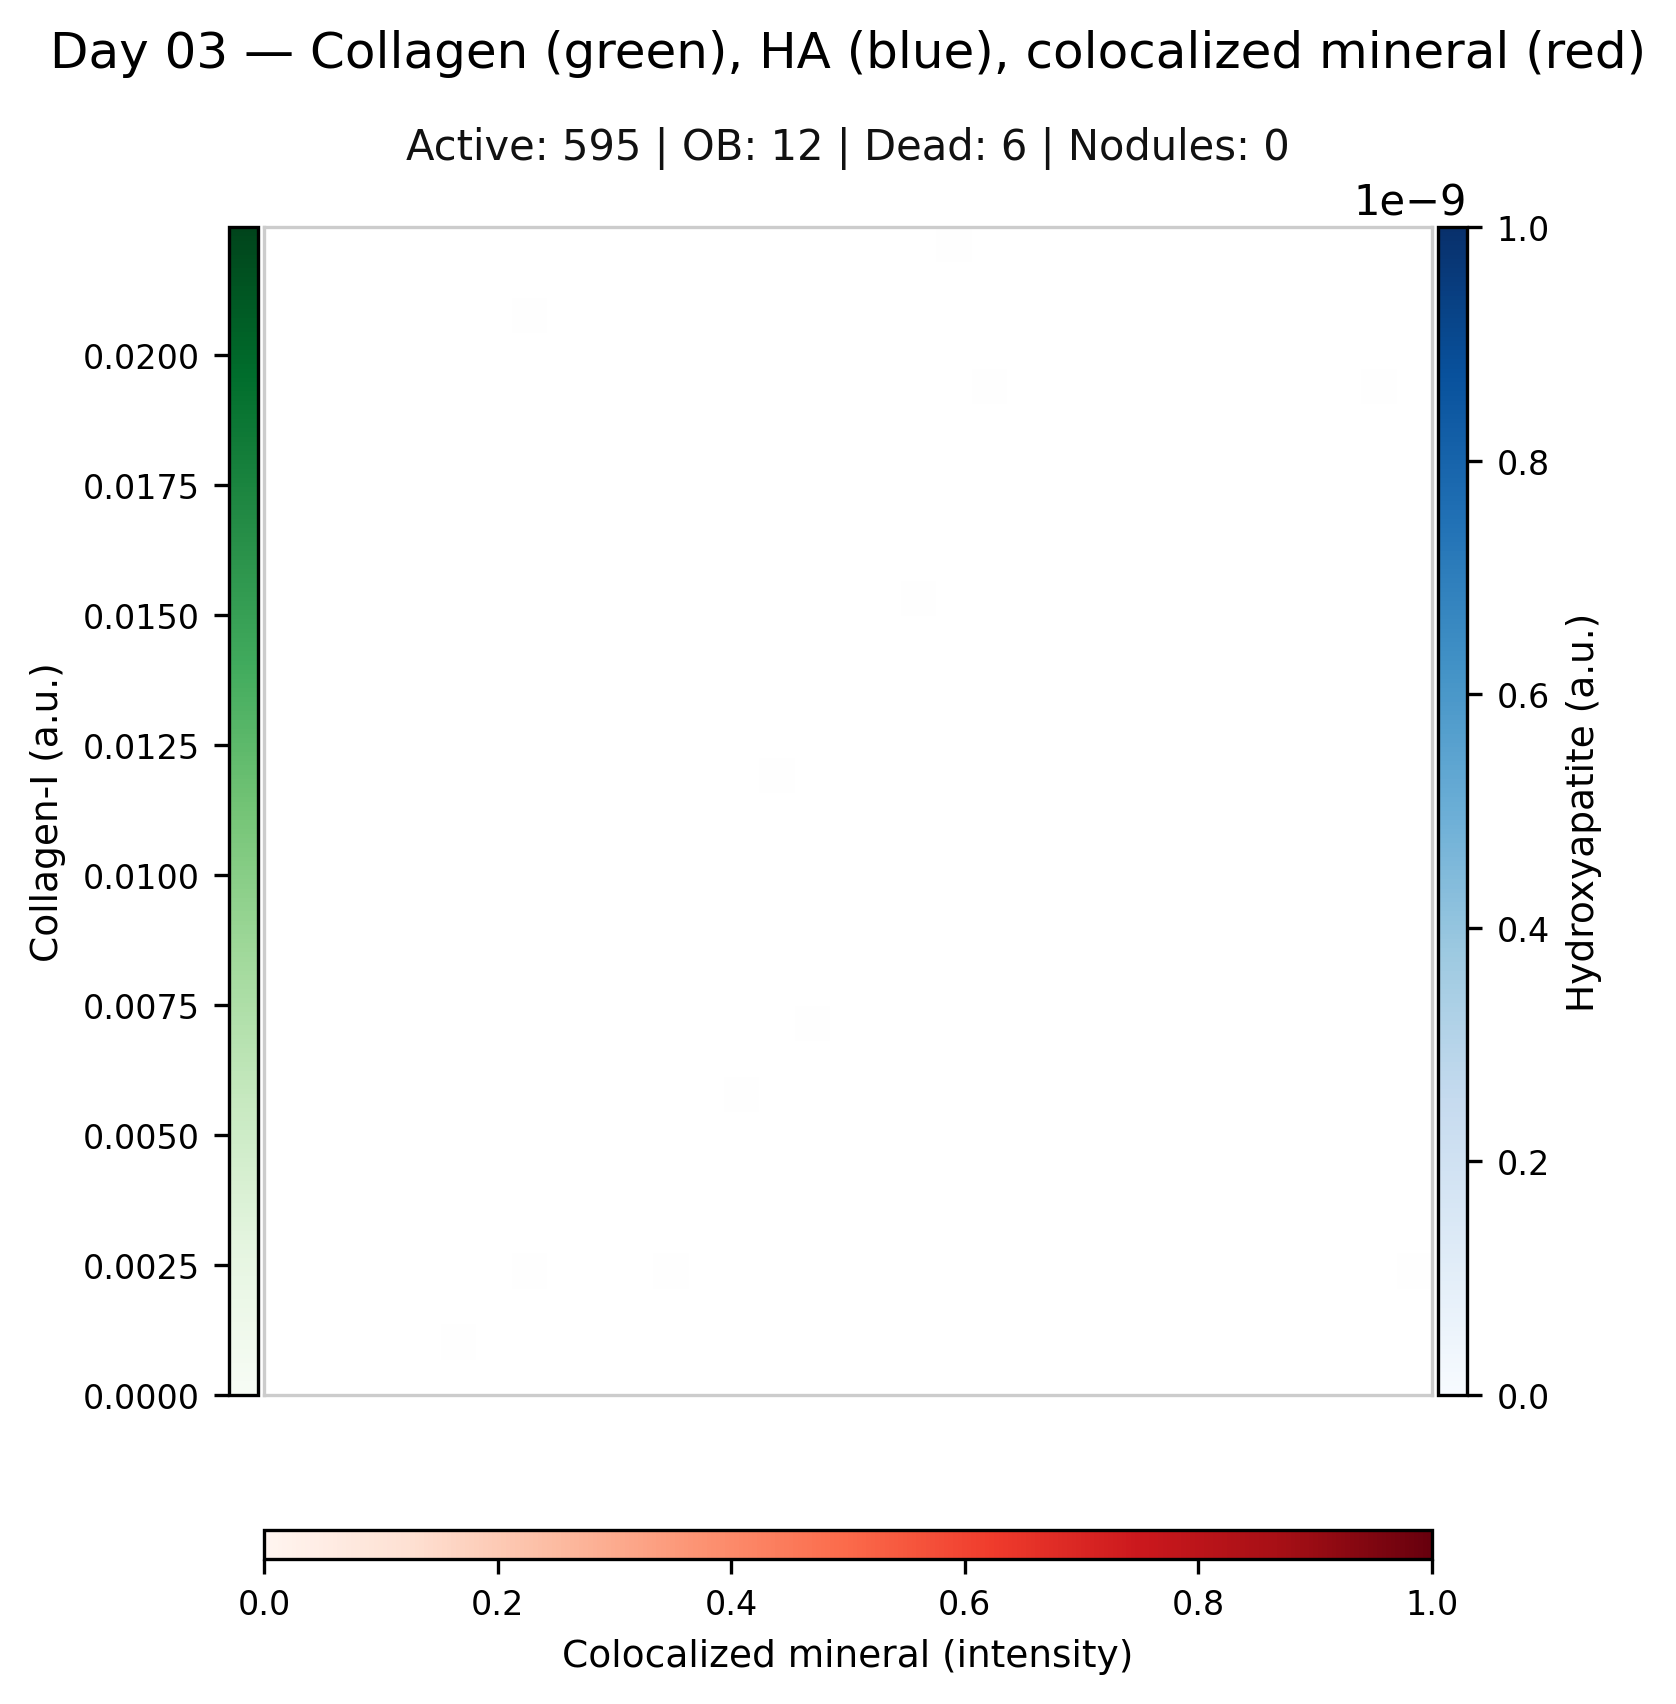 Day 03 — Collagen (green), HA (blue), colocalized mineral (red)
Active: 595 | OB: 12 | Dead: 6 | Nodules: 0
1e−9
Collagen-I (a.u.)
0.0200
0.0175
0.0150
0.0125
0.0100
0.0075
0.0050
0.0025
0.0000
1.0
0.8
0.6
0.4
0.2
0.0
Hydroxyapatite (a.u.)
0.0 0.2 0.4 0.6 0.8 1.0
Colocalized mineral (intensity)